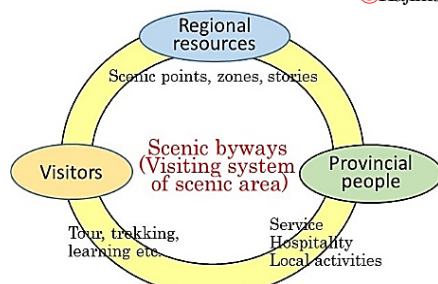 Regional
resources
Scenic points, zones, stories
Scenic byways
(Visiting system
of scenic area)
Visitors
Provincial
people
Tour, trekking,
learning etc.
Service
Hospitality
Local activities